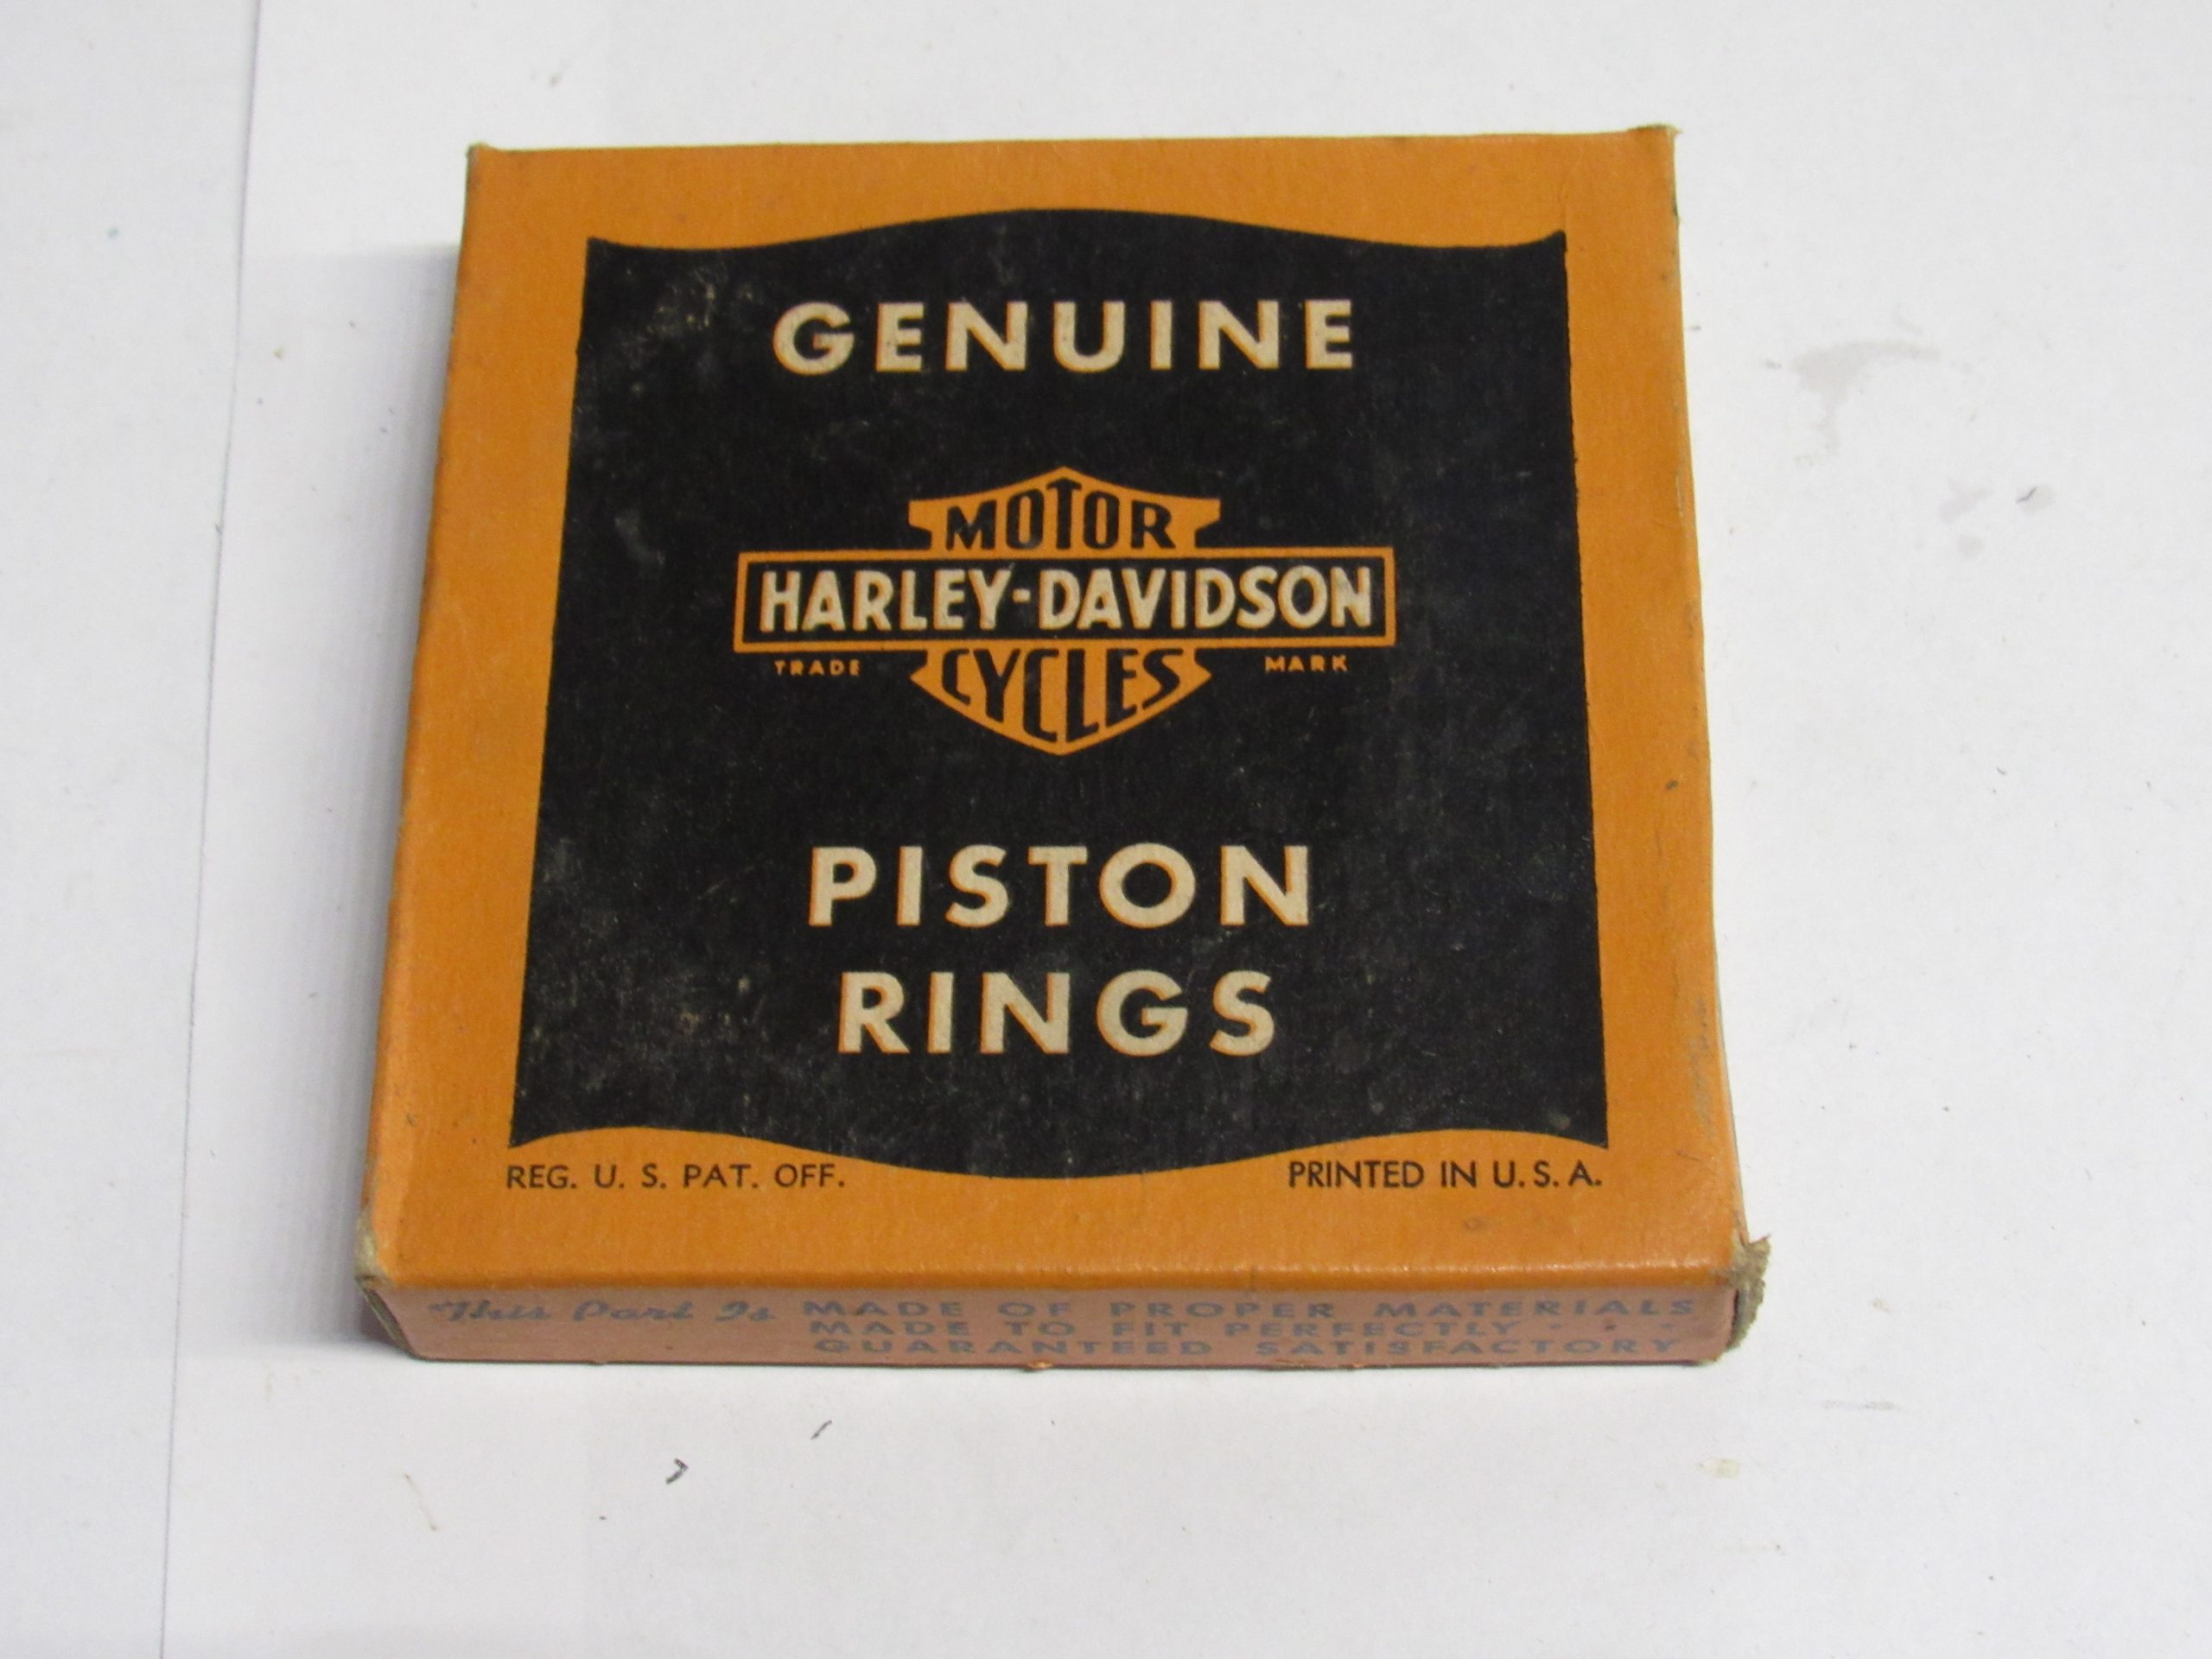 GENUINE
MOTOR
HARLEY-DAVIDSON
TRADE MARK
CYCLES
PISTON
RINGS
REG. U. S. PAT. OFF. PRINTED IN U. S. A.
This Part Is MADE OF PROPER MATERIALS
MADE TO FIT PERFECTLY · · ·
GUARANTEED SATISFACTORY